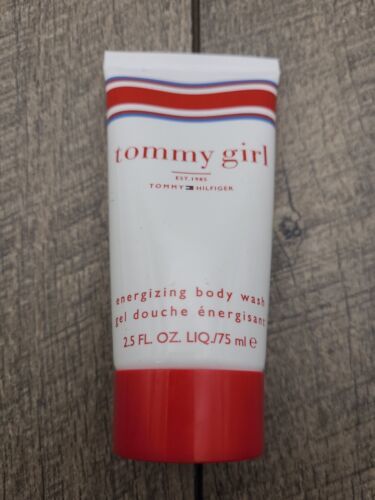 tommy girl
EST. 1985
TOMMY HILFIGER
energizing body wash
gel douche énergisant
2.5 FL. OZ. LIQ./75 ml e